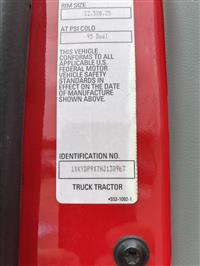 RIM SIZE
22.5X8.25
AT PSI COLD
95 Dual
THIS VEHICLE
CONFORMS TO ALL
APPLICABLE U.S.
FEDERAL MOTOR
VEHICLE SAFETY
STANDARDS IN
EFFECT ON THE DATE
OF MANUFACTURE
SHOWN ABOVE.
IDENTIFICATION NO.
TRUCK TRACTOR